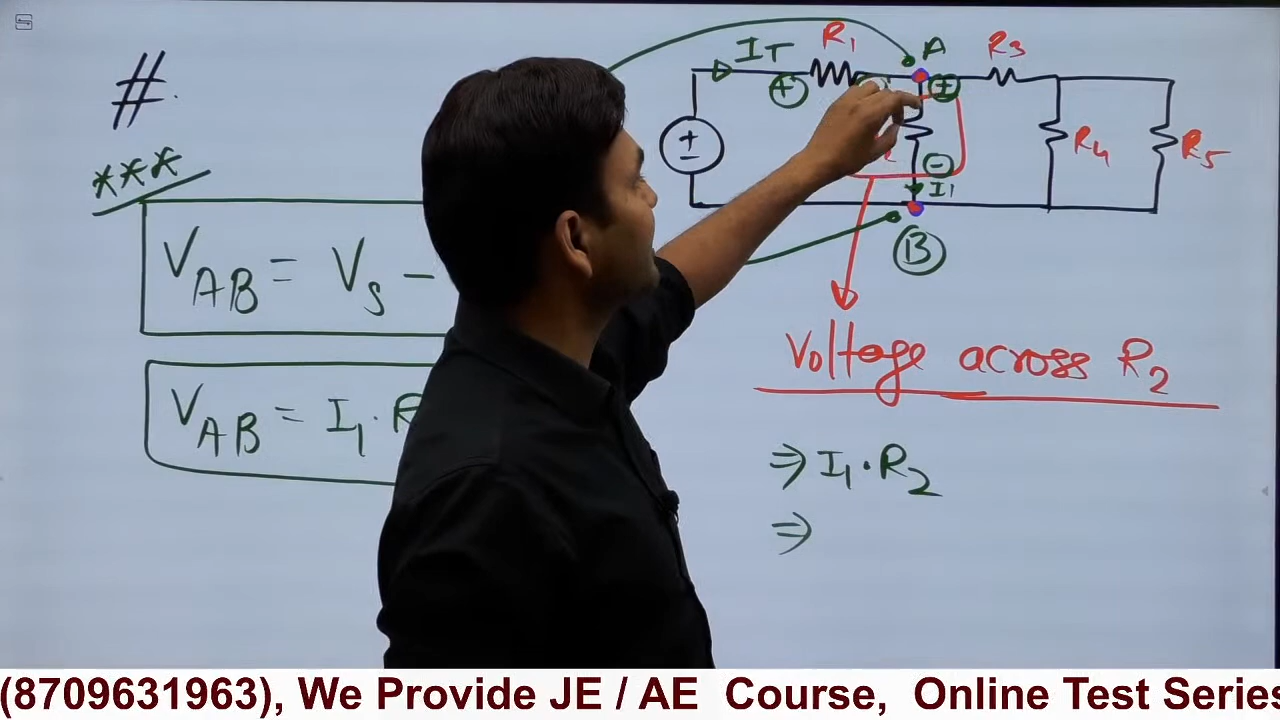 #
***
V_AB = V_S -
V_AB = I_1 . R
I_T
+
R_1
A
R_3
+
-
+
-
I_1
R_4
R_5
B
Voltage across R_2
⇒ I_1 . R_2
⇒
(8709631963), We Provide JE / AE Course, Online Test Series